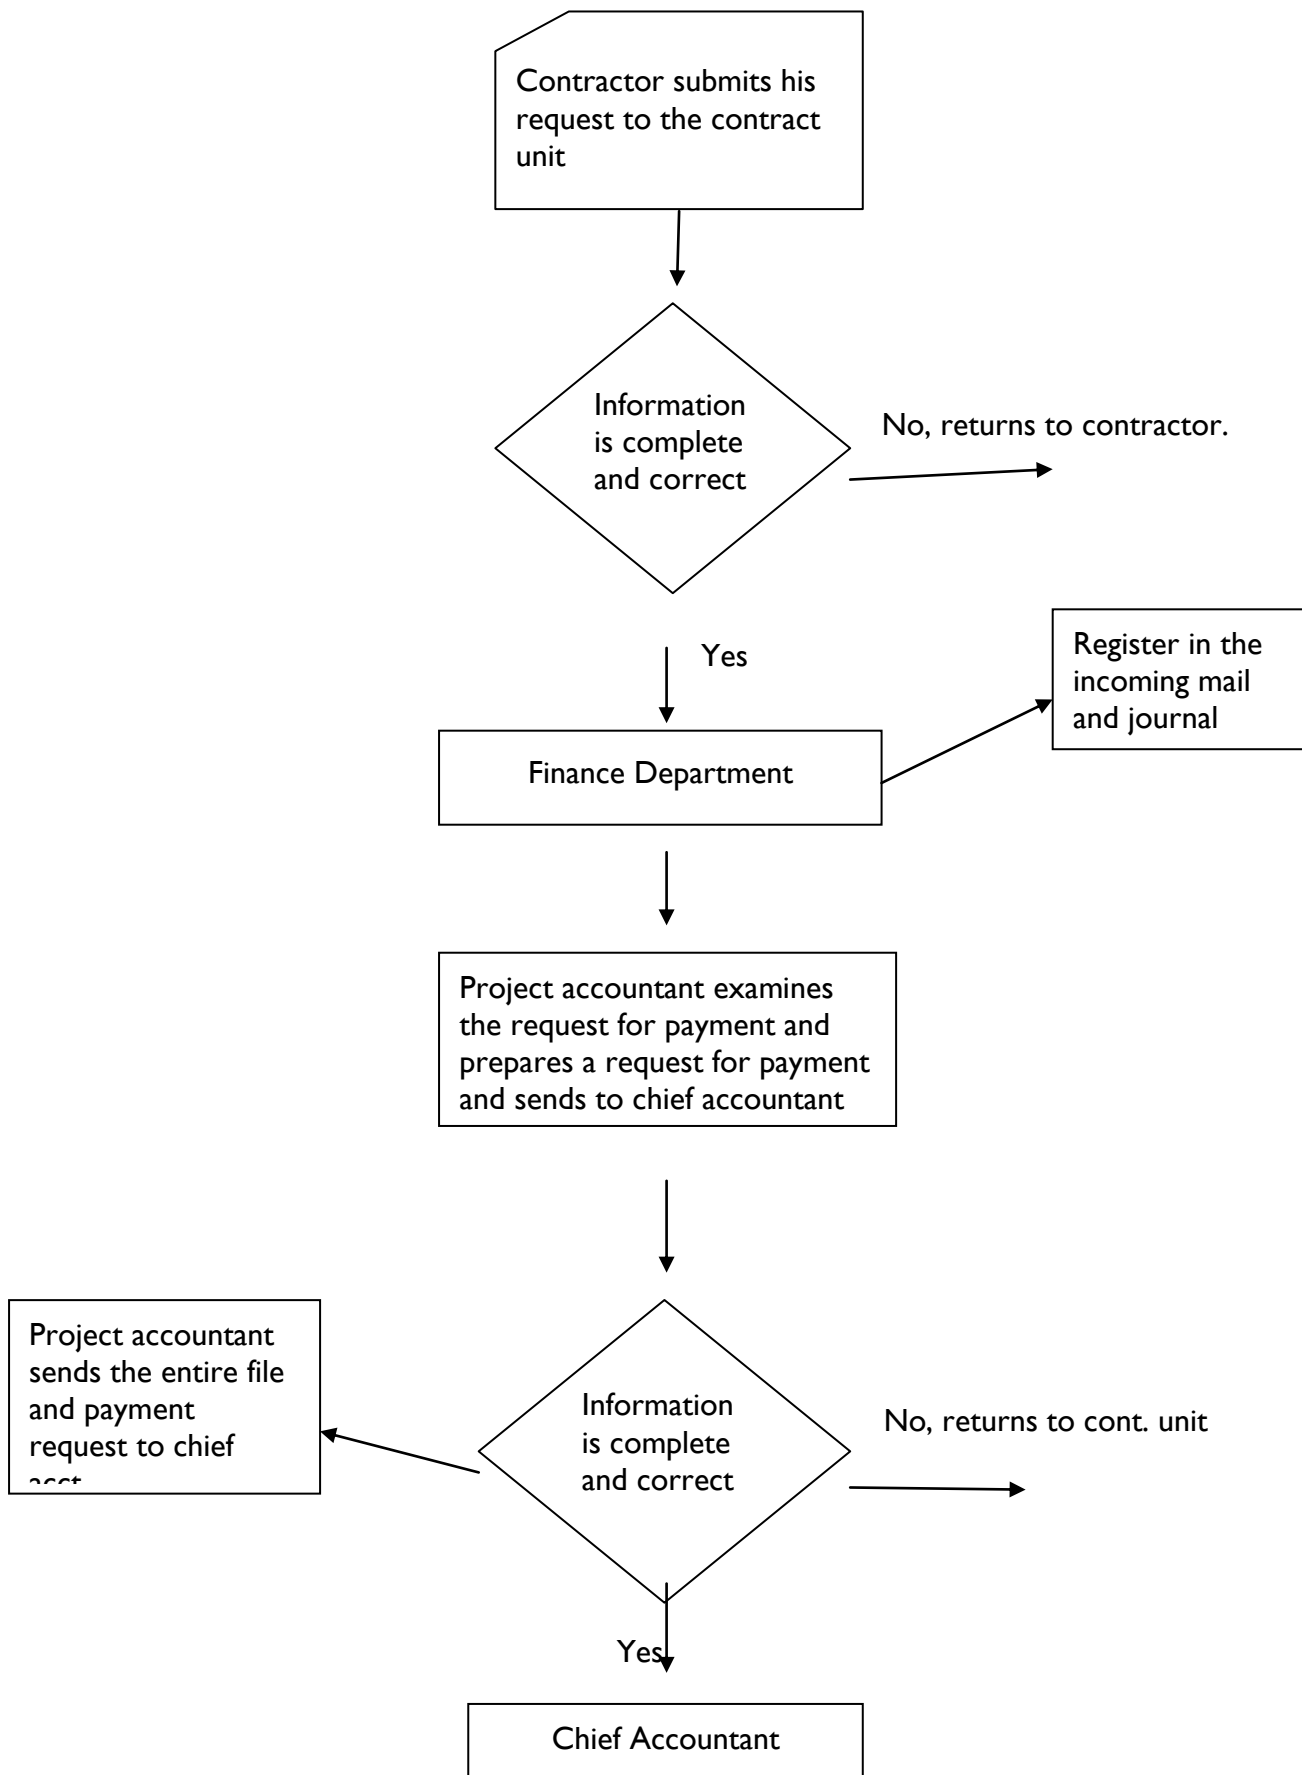 Contractor submits his
request to the contract
unit
Information
is complete
and correct
No, returns to contractor.
Yes
Register in the
incoming mail
and journal
Finance Department
Project accountant examines
the request for payment and
prepares a request for payment
and sends to chief accountant
Project accountant
sends the entire file
and payment
request to chief
acct
Information
is complete
and correct
No, returns to cont. unit
Yes
Chief Accountant